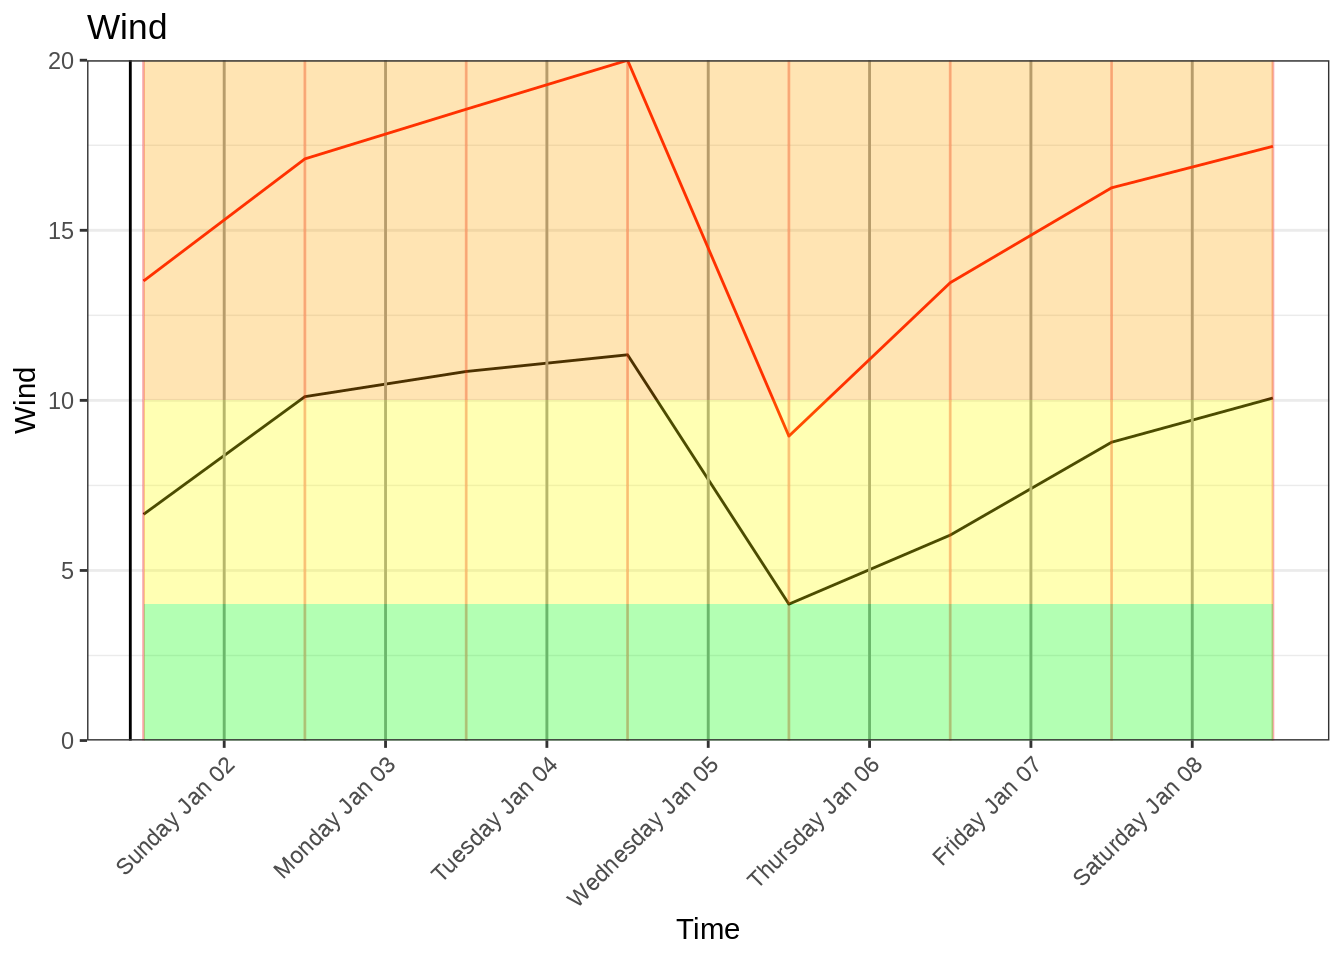 Wind
20
15
10
5
0
Wind
Sunday Jan 02
Monday Jan 03
Tuesday Jan 04
Wednesday Jan 05
Thursday Jan 06
Friday Jan 07
Saturday Jan 08
Time